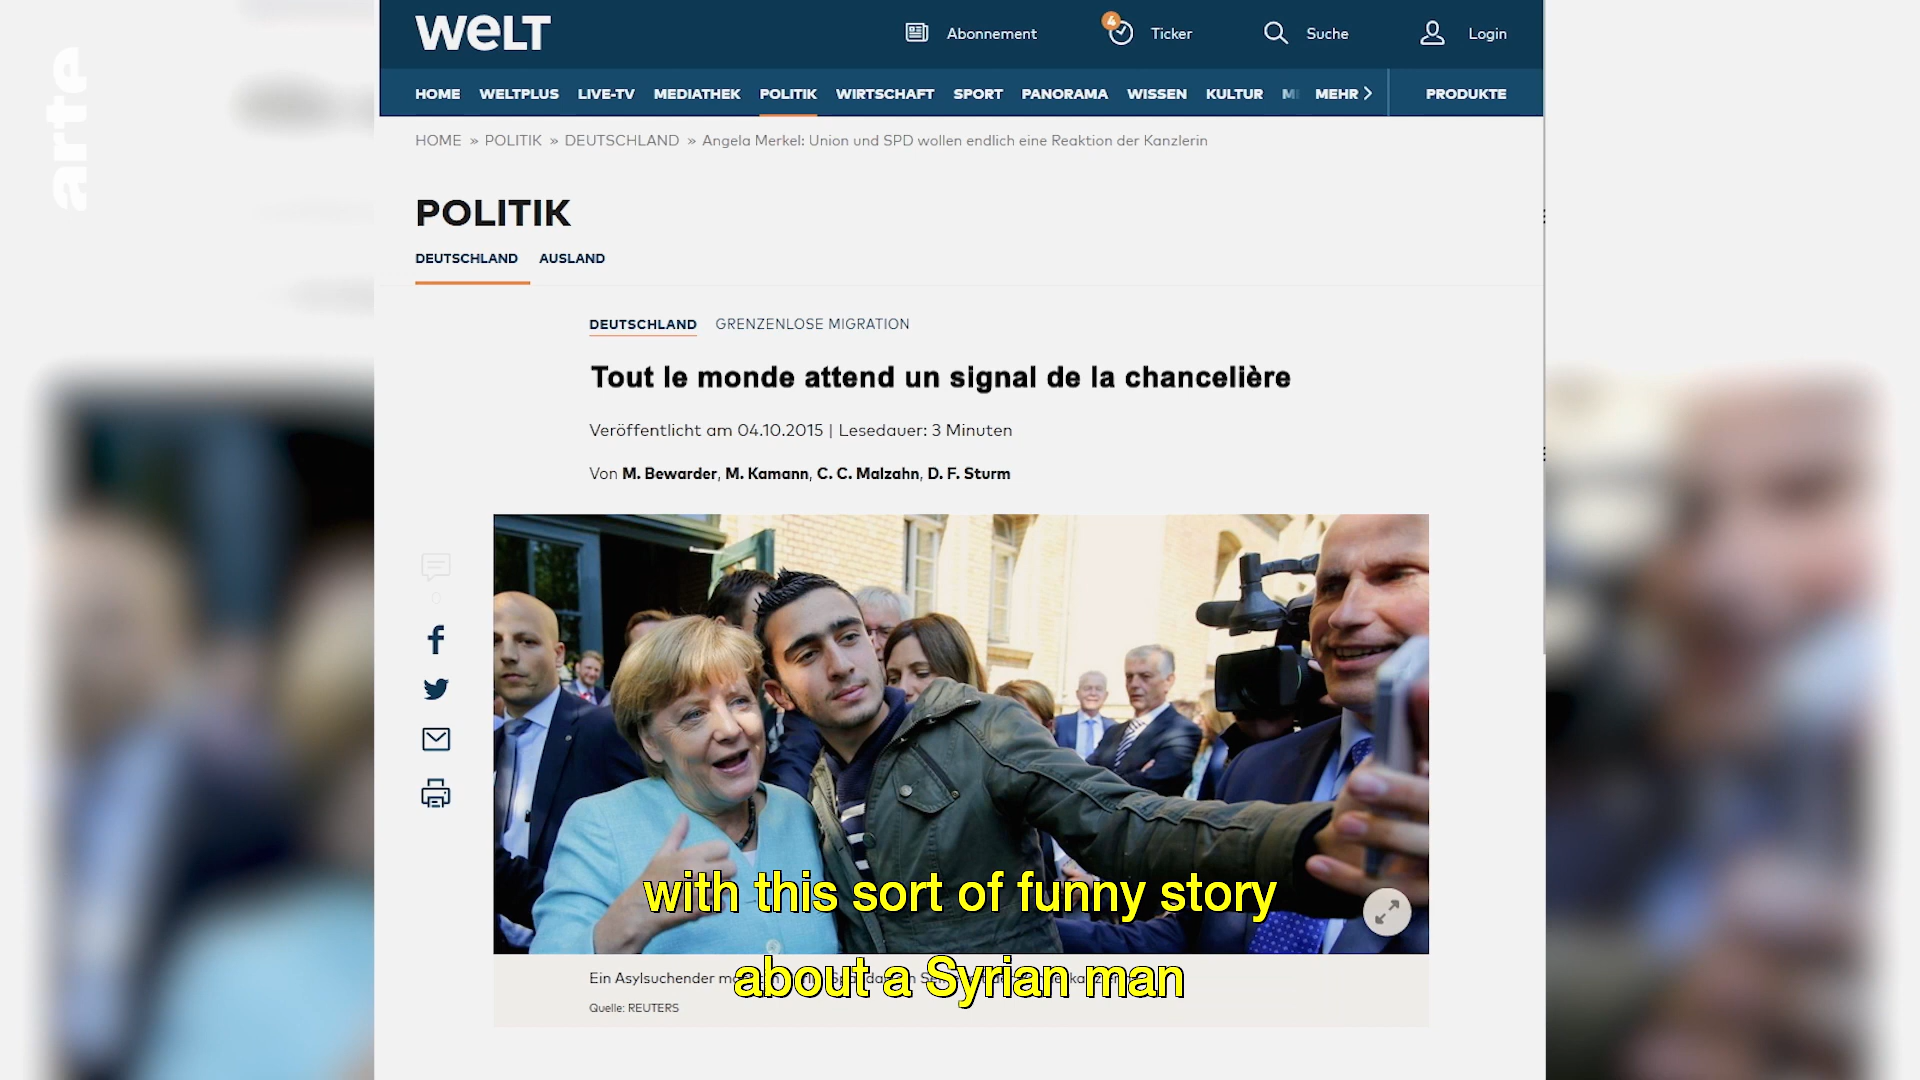 arte
WELT
Abonnement
4
Ticker
Suche
Login
HOME WELTPLUS LIVE-TV MEDIATHEK POLITIK WIRTSCHAFT SPORT PANORAMA WISSEN KULTUR MEHR PRODUKTE
HOME » POLITIK » DEUTSCHLAND » Angela Merkel: Union und SPD wollen endlich eine Reaktion der Kanzlerin
POLITIK
DEUTSCHLAND AUSLAND
DEUTSCHLAND GRENZENLOSE MIGRATION
Tout le monde attend un signal de la chancelière
Veröffentlicht am 04.10.2015 | Lesedauer: 3 Minuten
Von M. Bewarder, M. Kamann, C. C. Malzahn, D. F. Sturm
0
with this sort of funny story
about a Syrian man
Ein Asylsuchender
Quelle: REUTERS